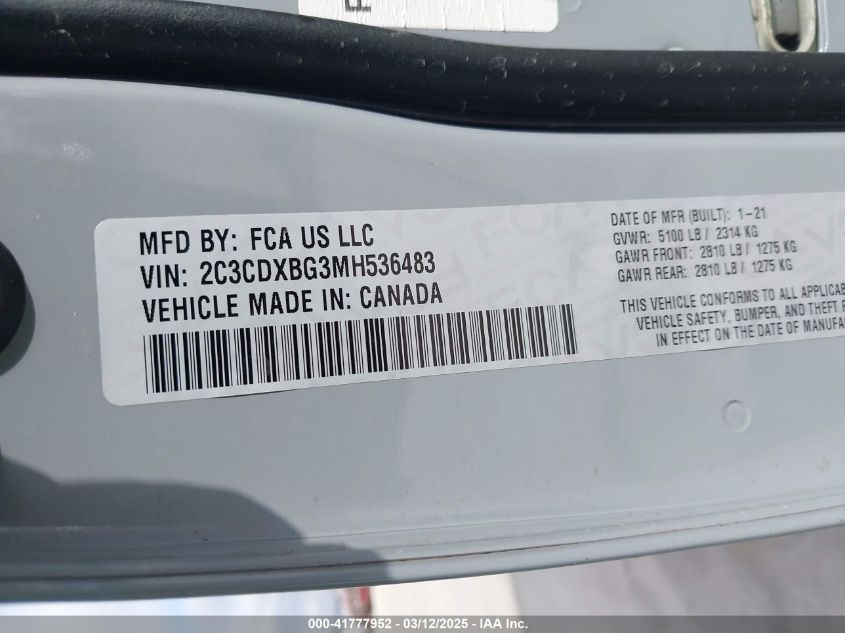 MFD BY: FCA US LLC
VIN: 2C3CDXBG3MH536483
VEHICLE MADE IN: CANADA
DATE OF MFR (BUILT): 1-21
GVWR: 5100 LB / 2314 KG
GAWR FRONT: 2810 LB / 1275 KG
GAWR REAR: 2810 LB / 1275 KG
THIS VEHICLE CONFORMS TO ALL APPLICAB
VEHICLE SAFETY, BUMPER, AND THEFT P
IN EFFECT ON THE DATE OF MANUFA
000-41777952 - 03/12/2025 - IAA Inc.